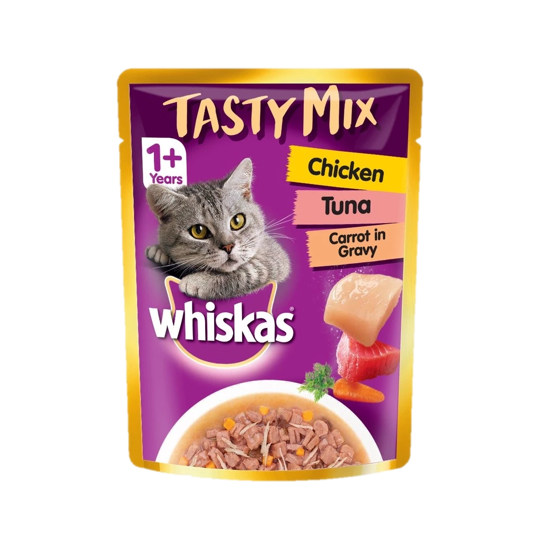 TASTY MIX
1+
Years
Chicken
Tuna
Carrot in
Gravy
whiskas